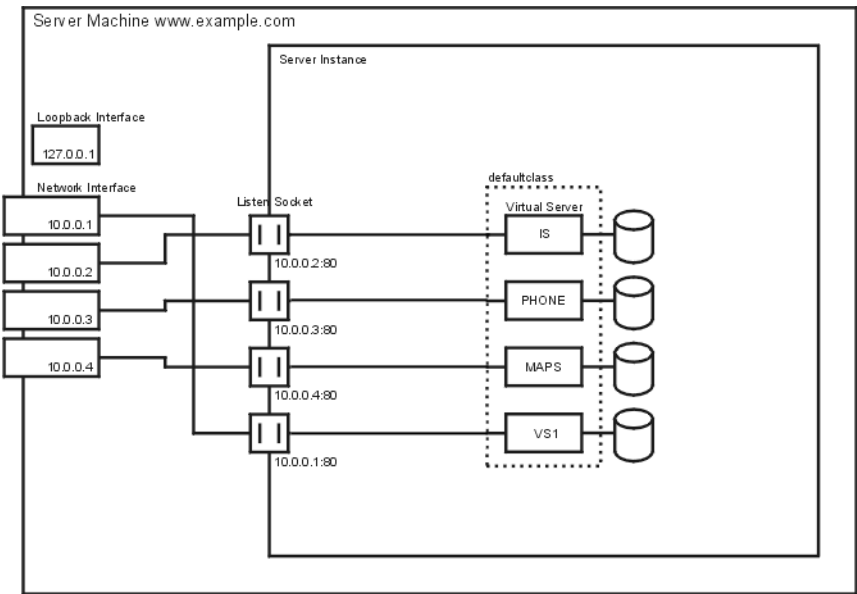 Server Machine www.example.com
Server Instance
Loopback Interface
127.0.0.1
Network Interface
10.0.0.1
10.0.0.2
10.0.0.3
10.0.0.4
Listen Socket
10.0.0.2:80
10.0.0.3:80
10.0.0.4:80
10.0.0.1:80
defaultclass
Virtual Server
IS
PHONE
MAPS
VS1